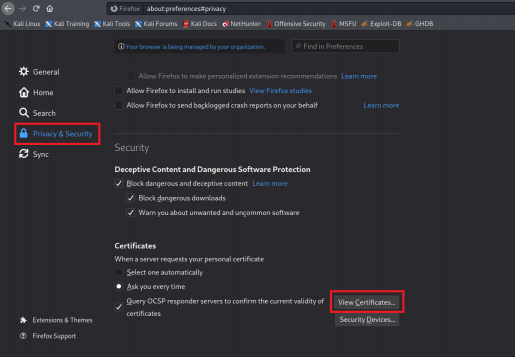 Firefox about:preferences#privacy
Kali Linux Kali Training Kali Tools Kali Forums Kali Docs NetHunter Offensive Security MSFU Exploit-DB GHDB
Your browser is being managed by your organization.
Find in Preferences
General
Home
Search
Privacy & Security
Sync
Allow Firefox to make personalized extension recommendations Learn more
Allow Firefox to install and run studies View Firefox studies
Allow Firefox to send backlogged crash reports on your behalf Learn more
Security
Deceptive Content and Dangerous Software Protection
Block dangerous and deceptive content Learn more
Block dangerous downloads
Warn you about unwanted and uncommon software
Certificates
When a server requests your personal certificate
Select one automatically
Ask you every time
Query OCSP responder servers to confirm the current validity of
certificates
View Certificates...
Security Devices...
Extensions & Themes
Firefox Support